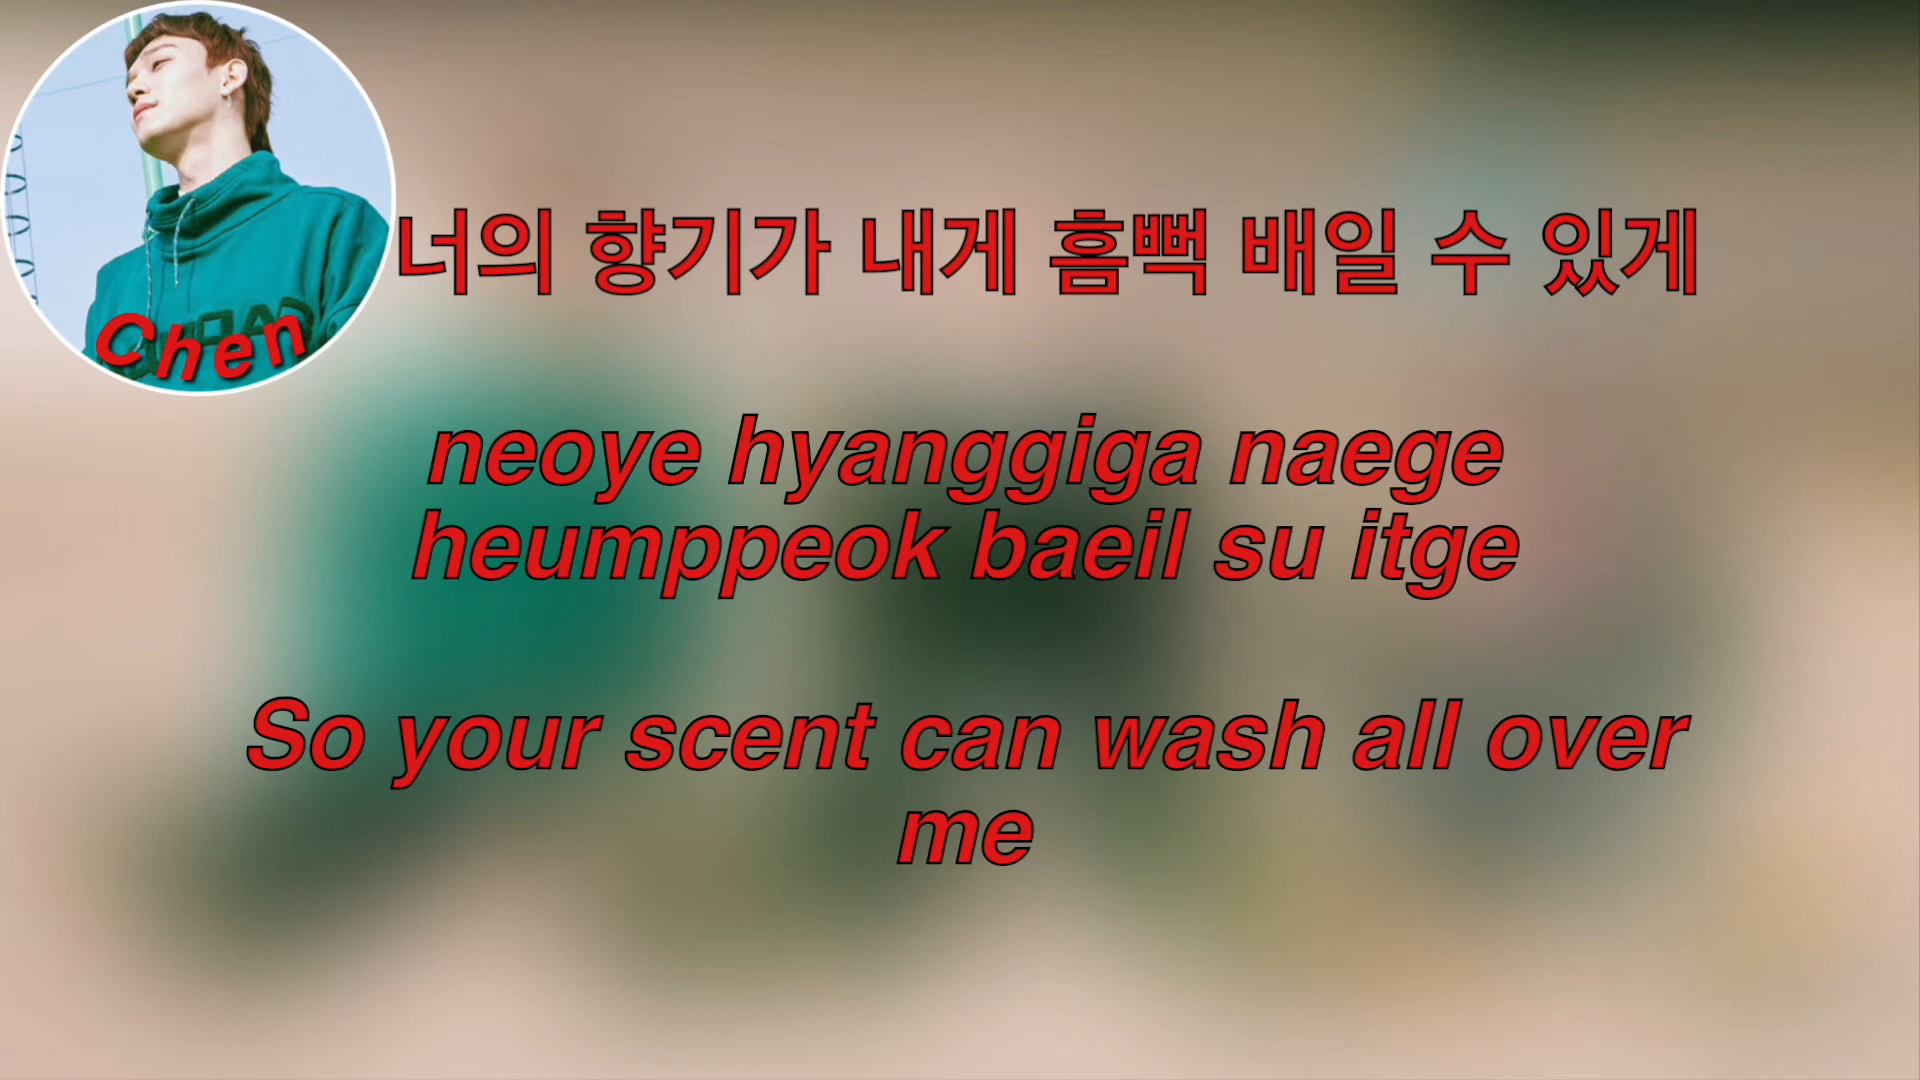 너의 향기가 내게 흠뻑 배일 수 있게
Chen
neoye hyanggiga naege
heumppeok baeil su itge
So your scent can wash all over
me